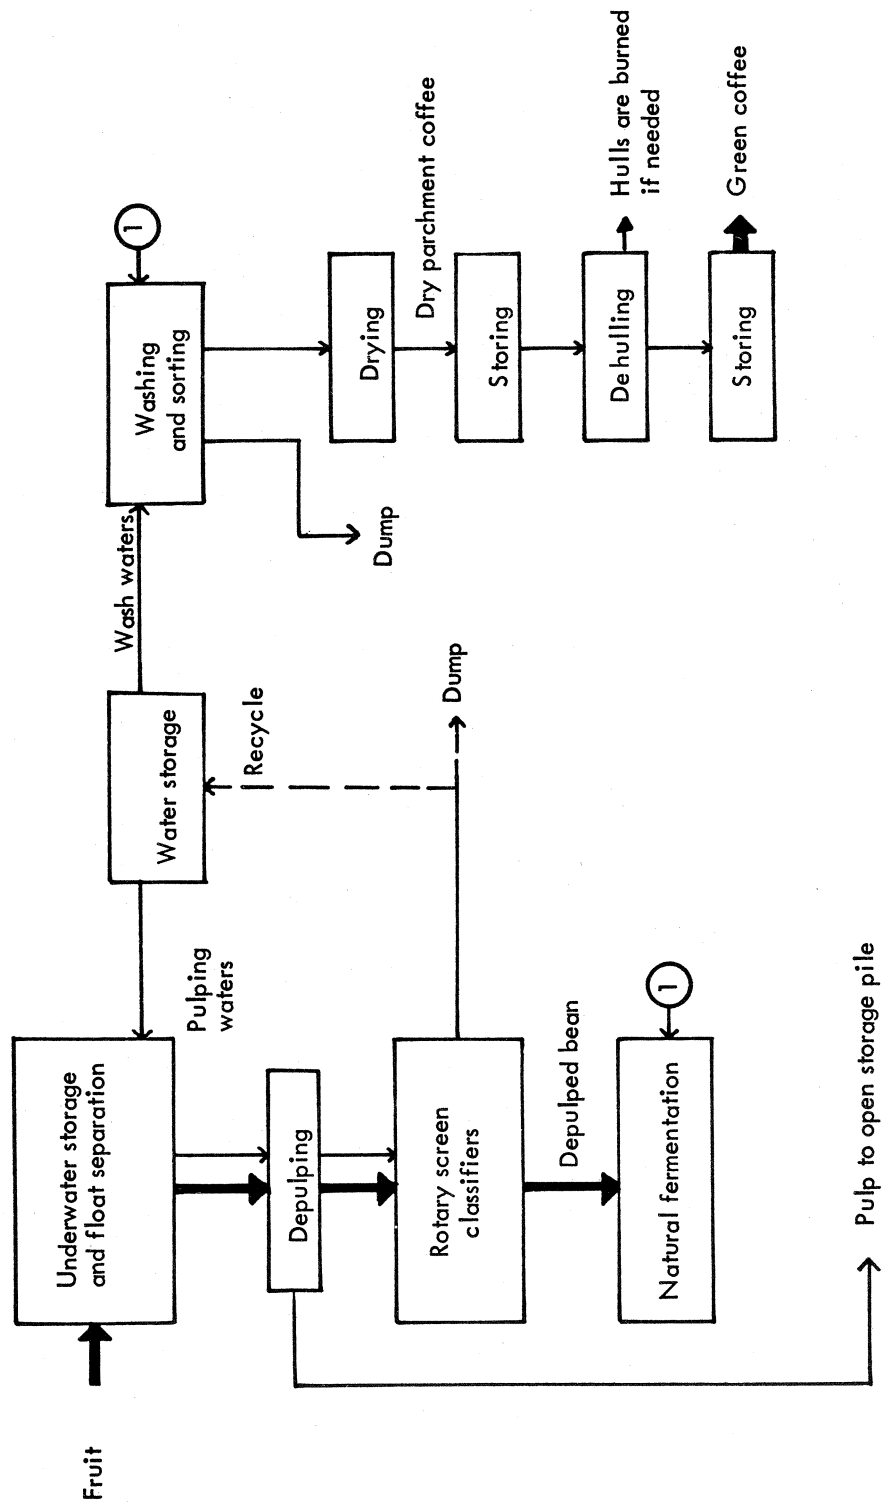 Fruit
Underwater storage
and float separation
Pulping
waters
Water storage
Recycle
Wash waters
Washing
and sorting
1
Depulping
Rotary screen
classifiers
Dump
Dump
Drying
Dry parchment coffee
Storing
Dehulling
Hulls are burned
if needed
Storing
Green coffee
Depulped bean
Natural fermentation
1
Pulp to open storage pile